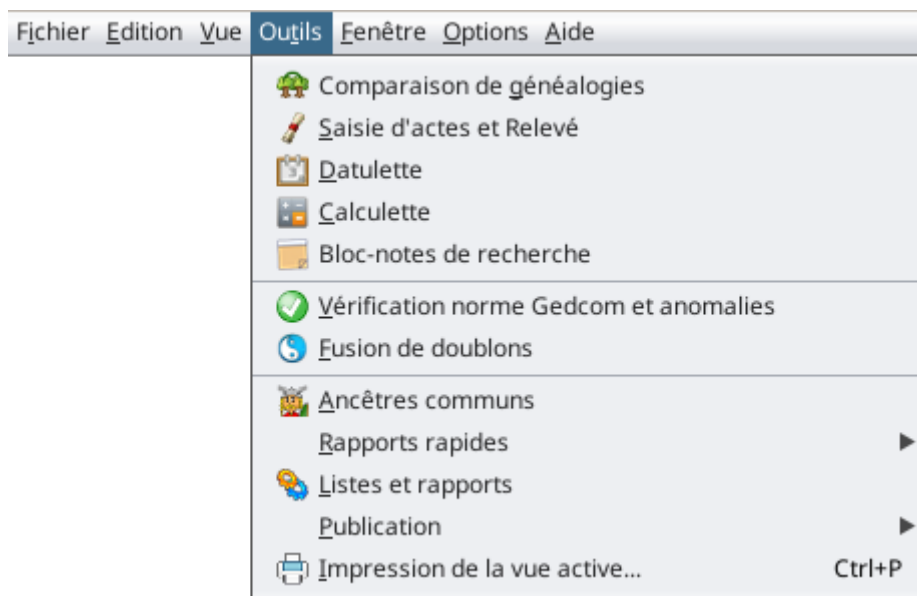 Fichier Edition Vue Outils Fenêtre Options Aide
Comparaison de généalogies
Saisie d'actes et Relevé
Datulette
Calculette
Bloc-notes de recherche
Vérification norme Gedcom et anomalies
Fusion de doublons
Ancêtres communs
Rapports rapides
Listes et rapports
Publication
Impression de la vue active... Ctrl+P